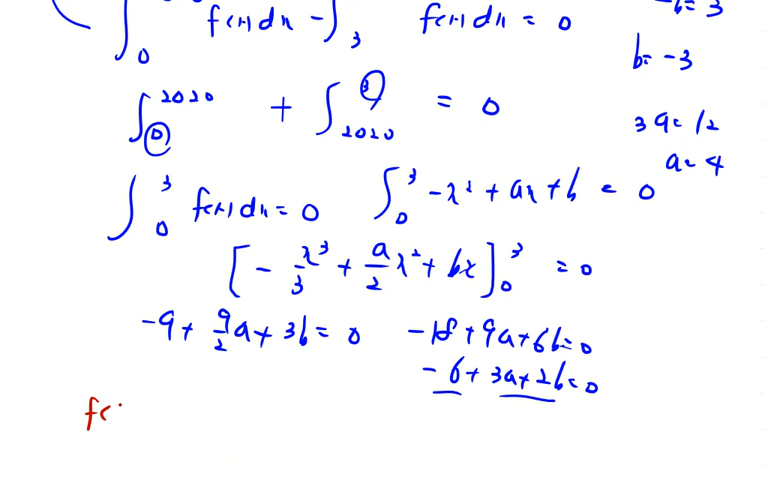 ∫₀ f(x)dx - ∫₃ f(x)dx = 0
-b = 3
b = -3
∫₀²⁰²⁰ + ∫₂₀₂₀³ = 0
3a = 12
a = 4
∫₀³ f(x)dx = 0 ∫₀³ -x² + ax + b = 0
[-x³/3 + a/2 x² + bx]₀³ = 0
-9 + 9/2 a + 3b = 0 -18 + 9a + 6b = 0
-6 + 3a + 2b = 0
f(